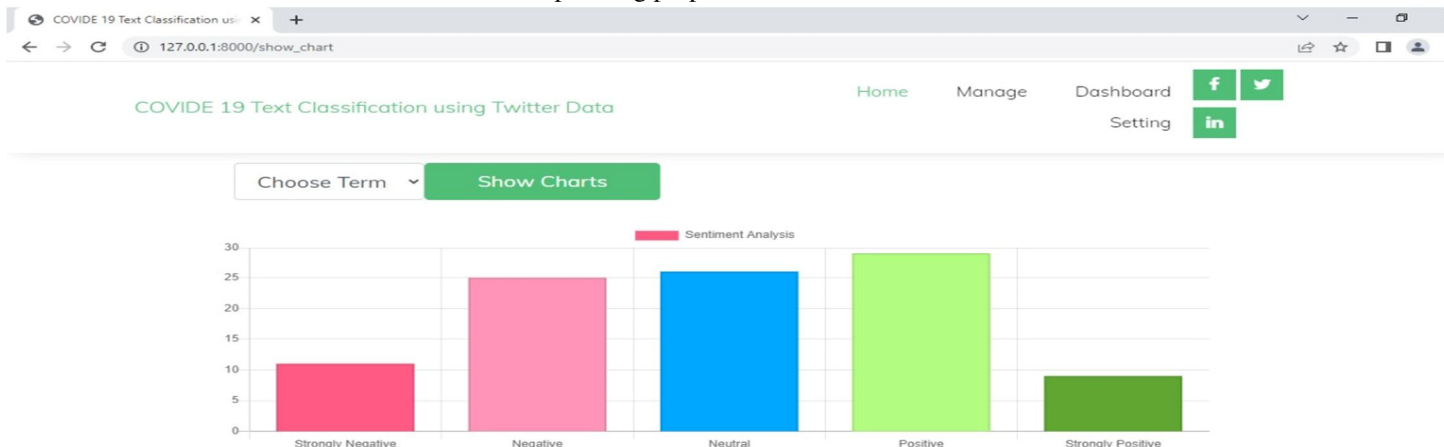 COVIDE 19 Text Classification usi
127.0.0.1:8000/show_chart
COVIDE 19 Text Classification using Twitter Data
Home Manage Dashboard
Setting
f
in
Choose Term Show Charts
Sentiment Analysis
30
25
20
15
10
5
0
Strongly Negative Negative Neutral Positive Strongly Positive